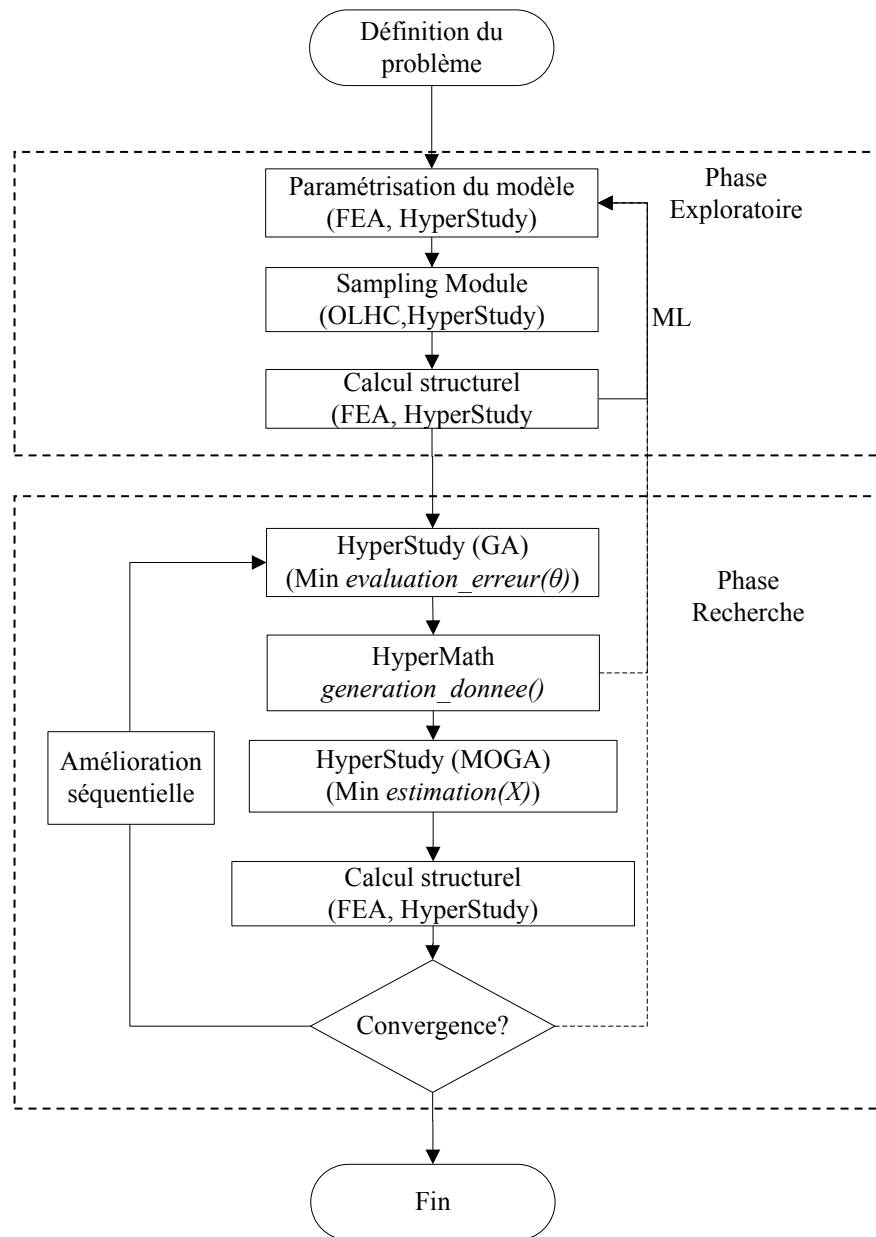 Définition du
problème
Phase
Exploratoire
Paramétrisation du modèle
(FEA, HyperStudy)
Sampling Module
(OLHC,HyperStudy)
ML
Calcul structurel
(FEA, HyperStudy
HyperStudy (GA)
(Min evaluation_erreur(θ))
Phase
Recherche
HyperMath
generation_donnee()
Amélioration
séquentielle
HyperStudy (MOGA)
(Min estimation(X))
Calcul structurel
(FEA, HyperStudy)
Convergence?
Fin